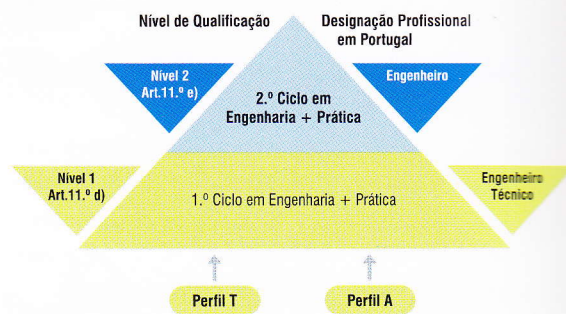 Nível de Qualificação
Designação Profissional
em Portugal
Nível 2
Art.11.º e)
2.º Ciclo em
Engenharia + Prática
Engenheiro
Nível 1
Art.11.º d)
1.º Ciclo em Engenharia + Prática
Engenheiro
Técnico
Perfil T
Perfil A